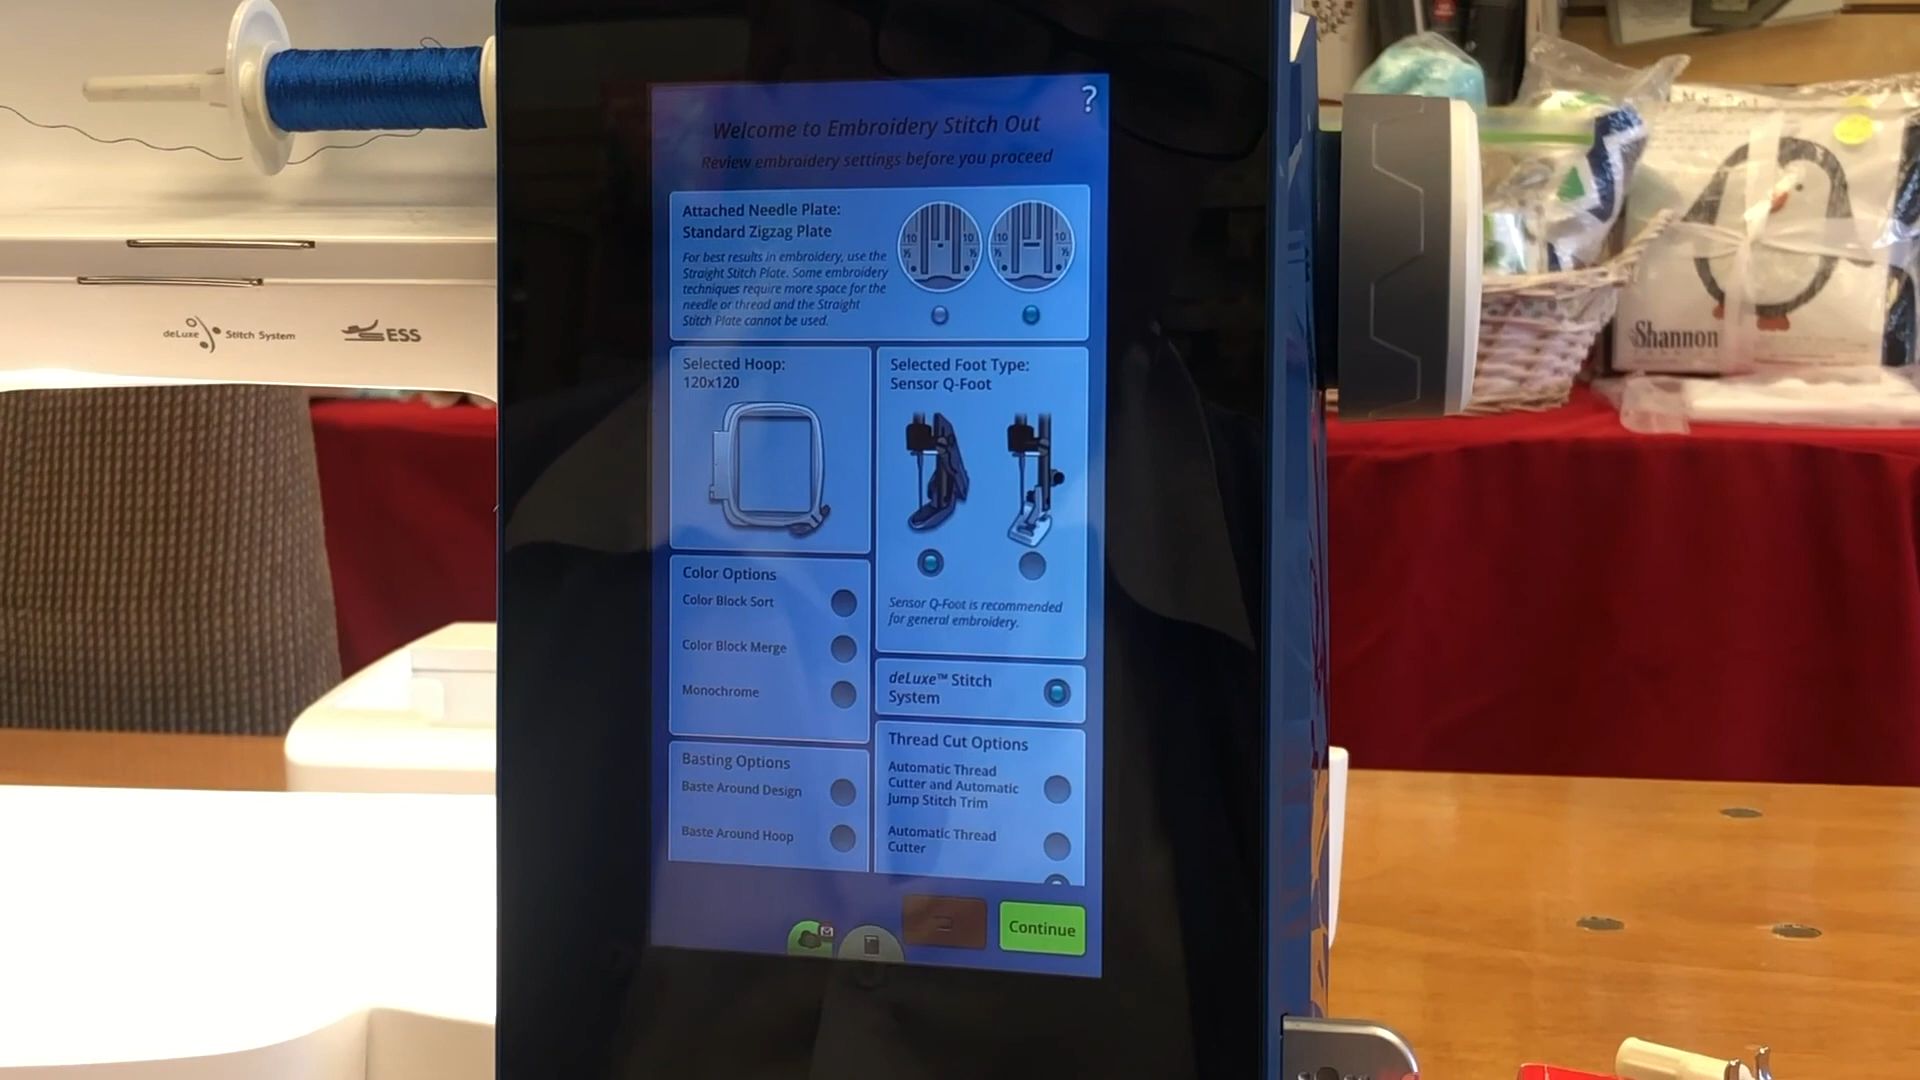 ?
Welcome to Embroidery Stitch Out
Review embroidery settings before you proceed
Attached Needle Plate:
Standard Zigzag Plate
For best results in embroidery, use the
Straight Stitch Plate. Some embroidery
techniques require more space for the
needle or thread and the Straight
Stitch Plate cannot be used.
10 10 10 10
Selected Hoop:
120x120
Selected Foot Type:
Sensor Q-Foot
Sensor Q-Foot is recommended
for general embroidery.
Color Options
Color Block Sort
Color Block Merge
Monochrome
deLuxe™ Stitch
System
Basting Options
Baste Around Design
Baste Around Hoop
Thread Cut Options
Automatic Thread
Cutter and Automatic
Jump Stitch Trim
Automatic Thread
Cutter
Continue
deLuxe Stitch System
ESS
Shannon